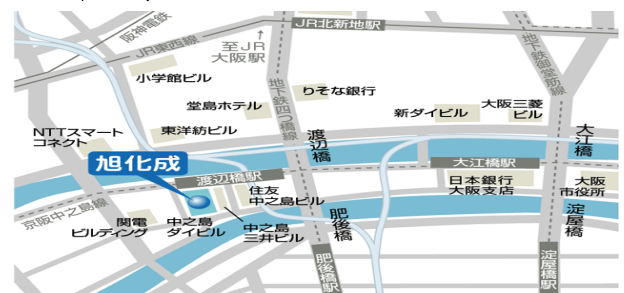 阪神電鉄
JR東西線
JR北新地駅
至JR
大阪駅
小学館ビル
地下鉄四つ橋線
地下鉄御堂筋線
りそな銀行
堂島ホテル
新ダイビル
大阪三菱
ビル
NTTスマート
コネクト
東洋紡ビル
渡辺橋
大江橋
旭化成
渡辺橋駅
大江橋駅
住友
中之島ビル
日本銀行
大阪支店
大阪
市役所
京阪中之島線
関電
ビルディング
中之島
ダイビル
中之島
三井ビル
肥後橋
淀屋橋
肥後橋駅
淀屋橋駅